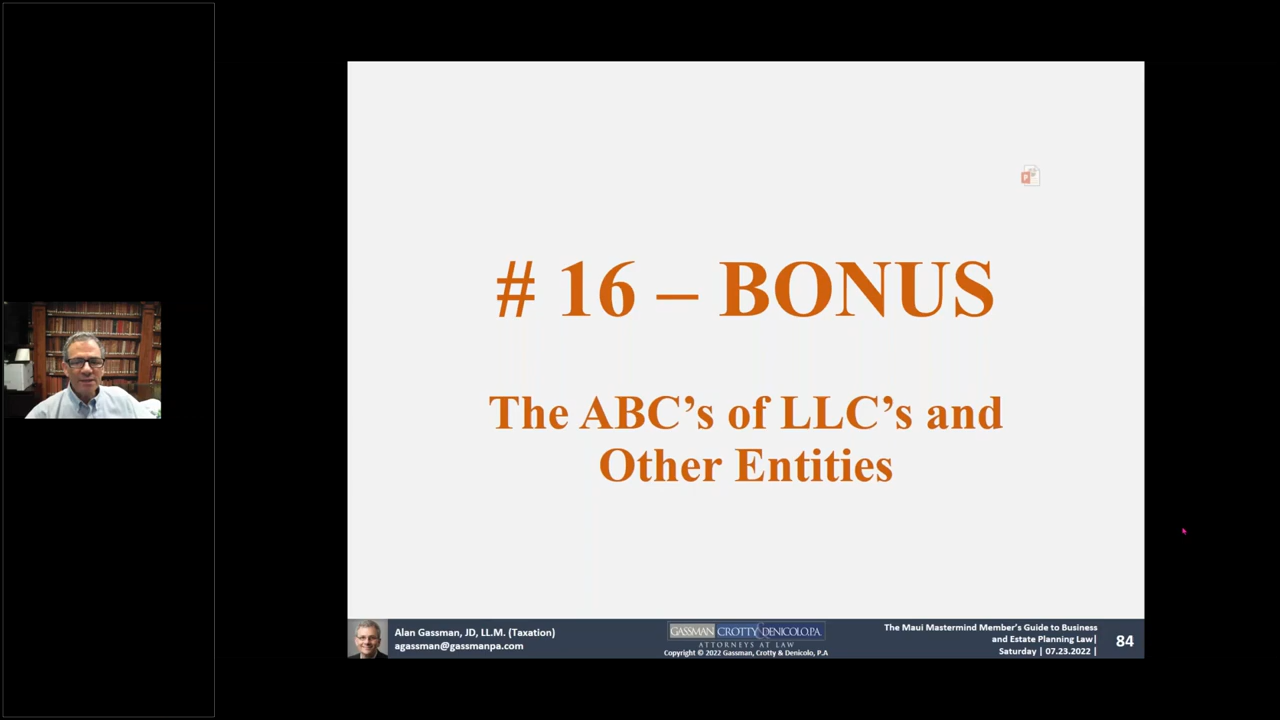 # 16 – BONUS
The ABC’s of LLC’s and
Other Entities
Alan Gassman, JD, LL.M. (Taxation)
agassman@gassmanpa.com
GASSMAN CROTTY & DENICOLO, P.A.
ATTORNEYS AT LAW
Copyright © 2022 Gassman, Crotty & Denicolo, P.A
The Maui Mastermind Member’s Guide to Business
and Estate Planning Law|
Saturday | 07.23.2022 |
84
P